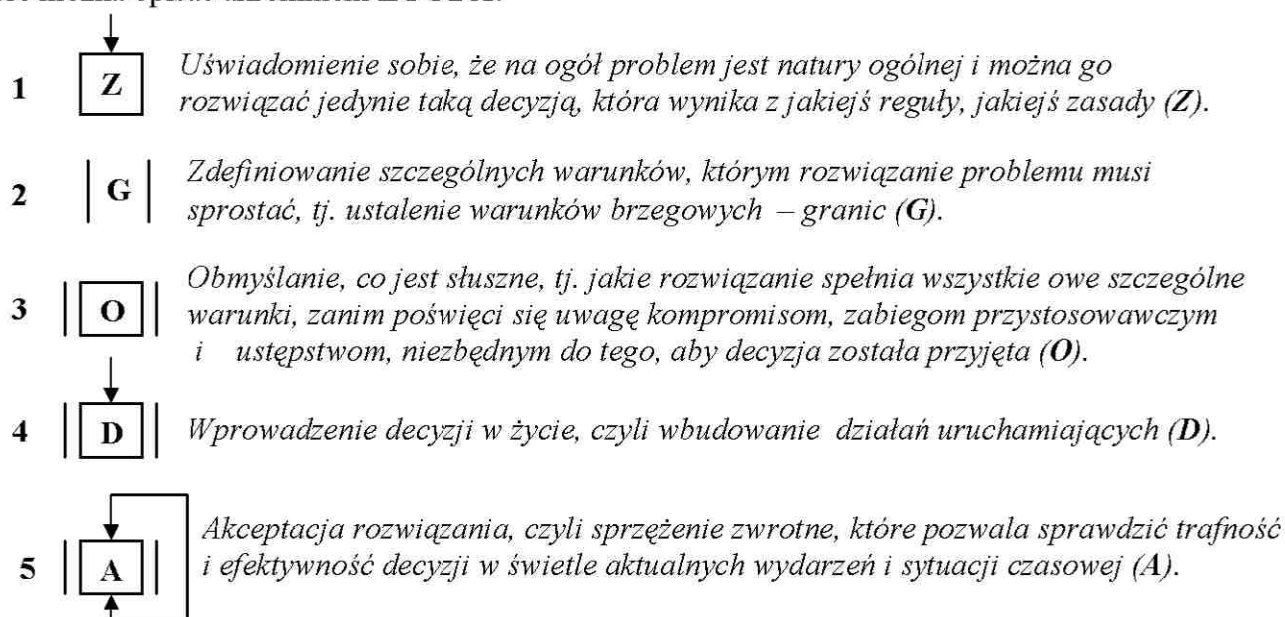 1 Z Uświadomienie sobie, że na ogół problem jest natury ogólnej i można go
rozwiązać jedynie taką decyzją, która wynika z jakiejś reguły, jakiejś zasady (Z).
2 G Zdefiniowanie szczególnych warunków, którym rozwiązanie problemu musi
sprostać, tj. ustalenie warunków brzegowych – granic (G).
3 O Obmyślanie, co jest słuszne, tj. jakie rozwiązanie spełnia wszystkie owe szczególne
warunki, zanim poświęci się uwagę kompromisom, zabiegom przystosowawczym
i ustępstwom, niezbędnym do tego, aby decyzja została przyjęta (O).
4 D Wprowadzenie decyzji w życie, czyli wbudowanie działań uruchamiających (D).
5 A Akceptacja rozwiązania, czyli sprzężenie zwrotne, które pozwala sprawdzić trafność
i efektywność decyzji w świetle aktualnych wydarzeń i sytuacji czasowej (A).